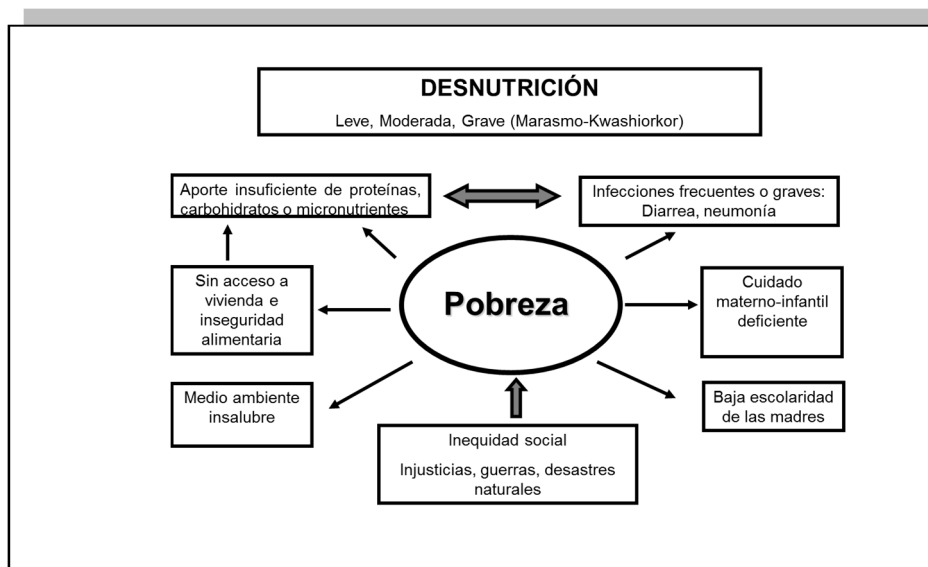 DESNUTRICIÓN
Leve, Moderada, Grave (Marasmo-Kwashiorkor)
Aporte insuficiente de proteínas,
carbohidratos o micronutrientes
Infecciones frecuentes o graves:
Diarrea, neumonía
Sin acceso a
vivienda e
inseguridad
alimentaria
Pobreza
Cuidado
materno-infantil
deficiente
Medio ambiente
insalubre
Baja escolaridad
de las madres
Inequidad social
Injusticias, guerras, desastres
naturales